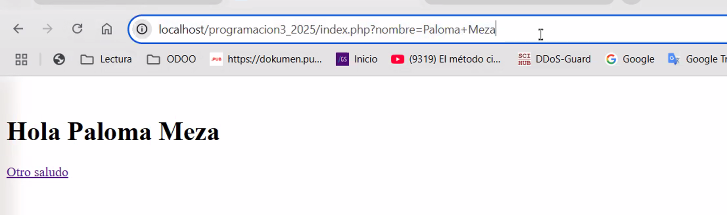 localhost/programacion3_2025/index.php?nombre=Paloma+Meza
Lectura ODOO https://dokumen.pu... Inicio (9319) El método ci... DDoS-Guard Google Google Tr
Hola Paloma Meza
Otro saludo